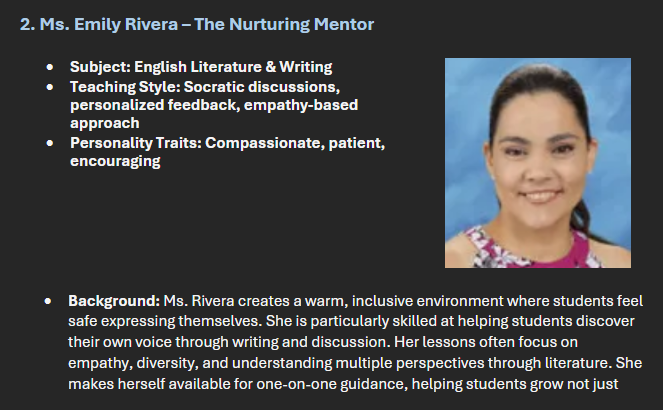 2. Ms. Emily Rivera – The Nurturing Mentor
• Subject: English Literature & Writing
• Teaching Style: Socratic discussions,
personalized feedback, empathy-based
approach
• Personality Traits: Compassionate, patient,
encouraging
• Background: Ms. Rivera creates a warm, inclusive environment where students feel
safe expressing themselves. She is particularly skilled at helping students discover
their own voice through writing and discussion. Her lessons often focus on
empathy, diversity, and understanding multiple perspectives through literature. She
makes herself available for one-on-one guidance, helping students grow not just